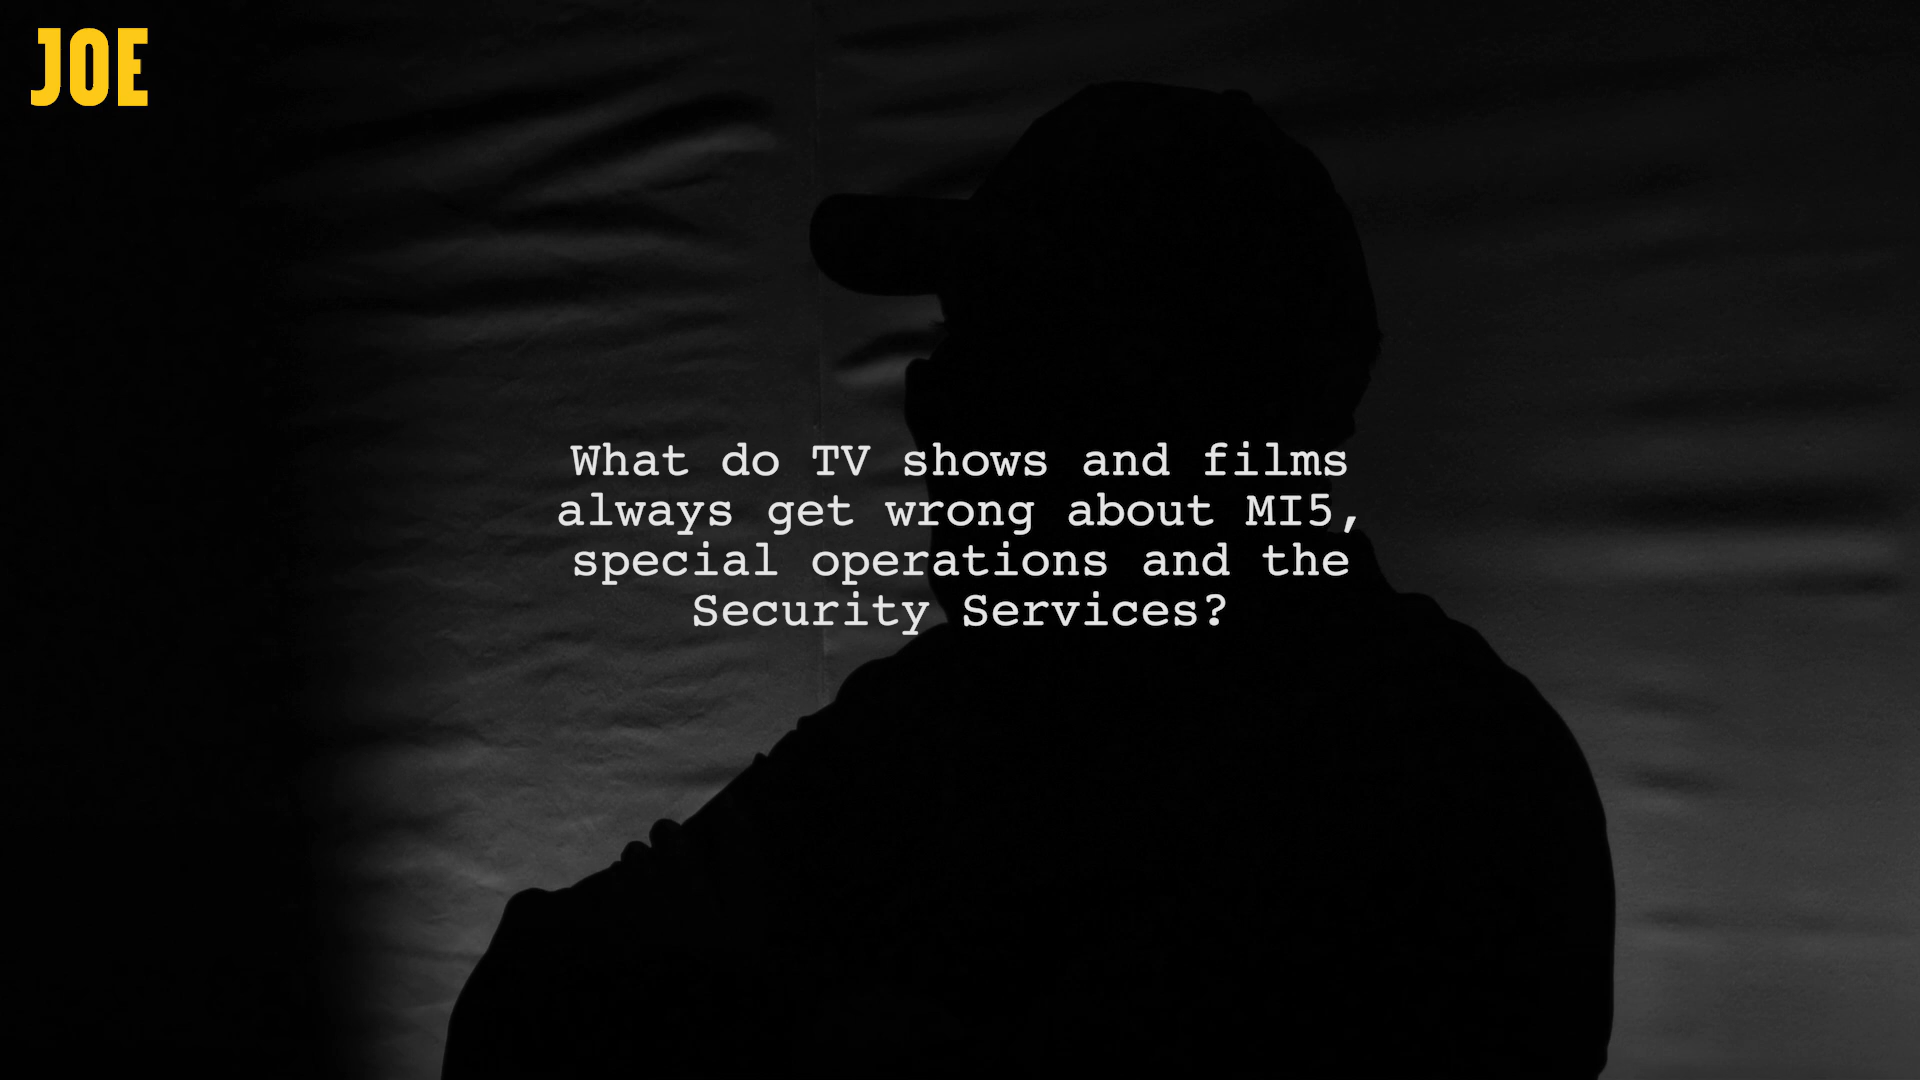 JOE
What do TV shows and films
always get wrong about MI5,
special operations and the
Security Services?